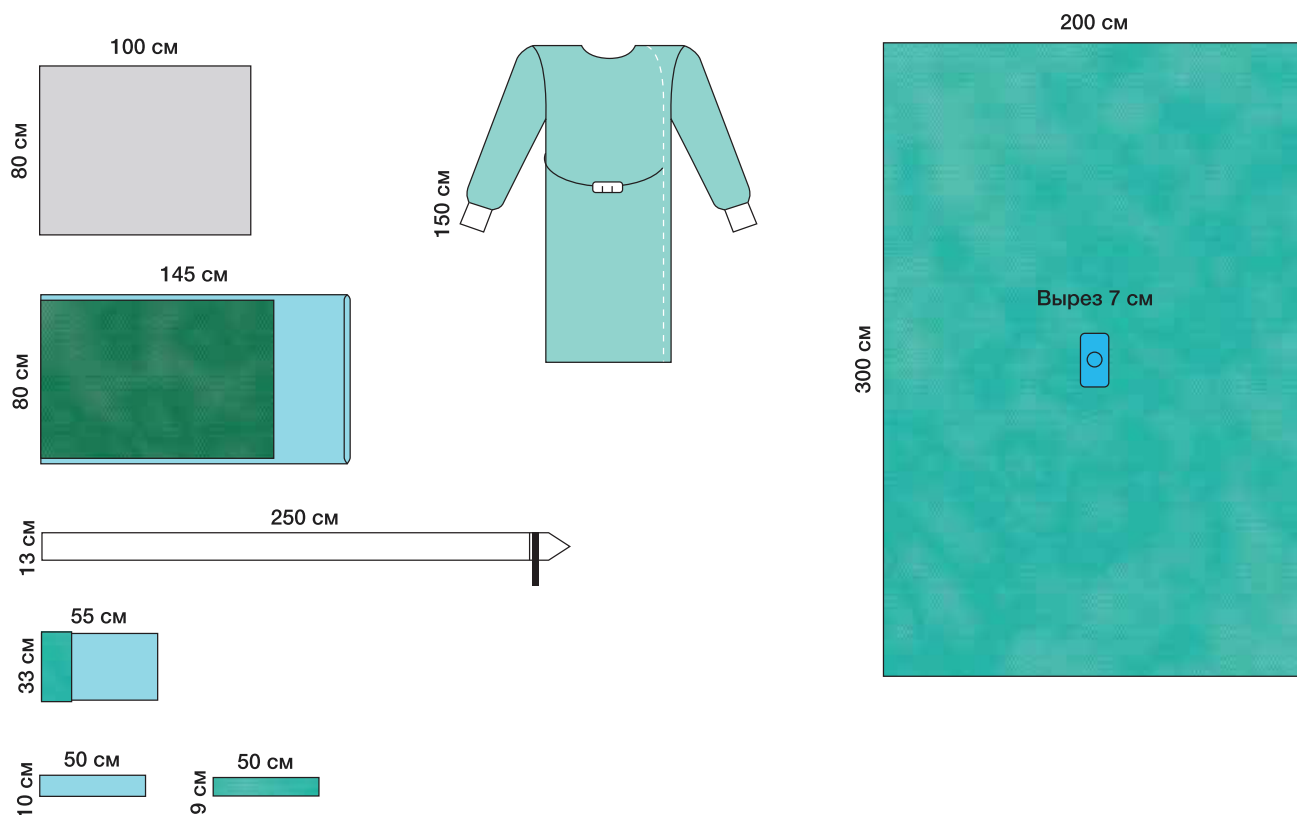 100 см
80 см
145 см
80 см
250 см
13 см
55 см
33 см
50 см
10 см
50 см
9 см
150 см
200 см
Вырез 7 см
300 см